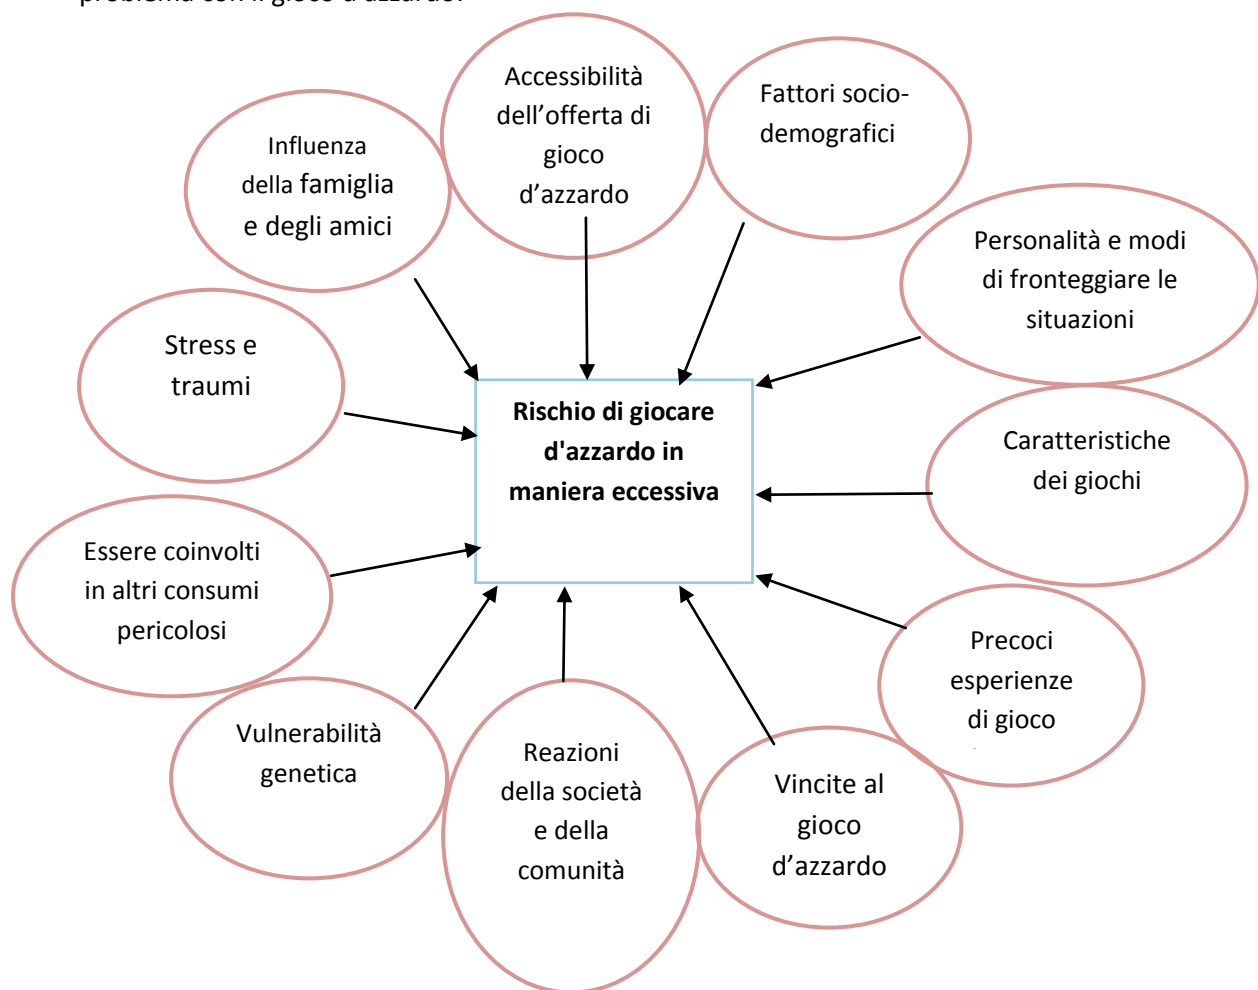 Accessibilità
dell’offerta di
gioco
d’azzardo
Fattori socio-
demografici
Influenza
della famiglia
e degli amici
Personalità e modi
di fronteggiare le
situazioni
Stress e
traumi
Rischio di giocare
d'azzardo in
maniera eccessiva
Caratteristiche
dei giochi
Essere coinvolti
in altri consumi
pericolosi
Precoci
esperienze
di gioco
Vulnerabilità
genetica
Reazioni
della società
e della
comunità
Vincite al
gioco
d’azzardo